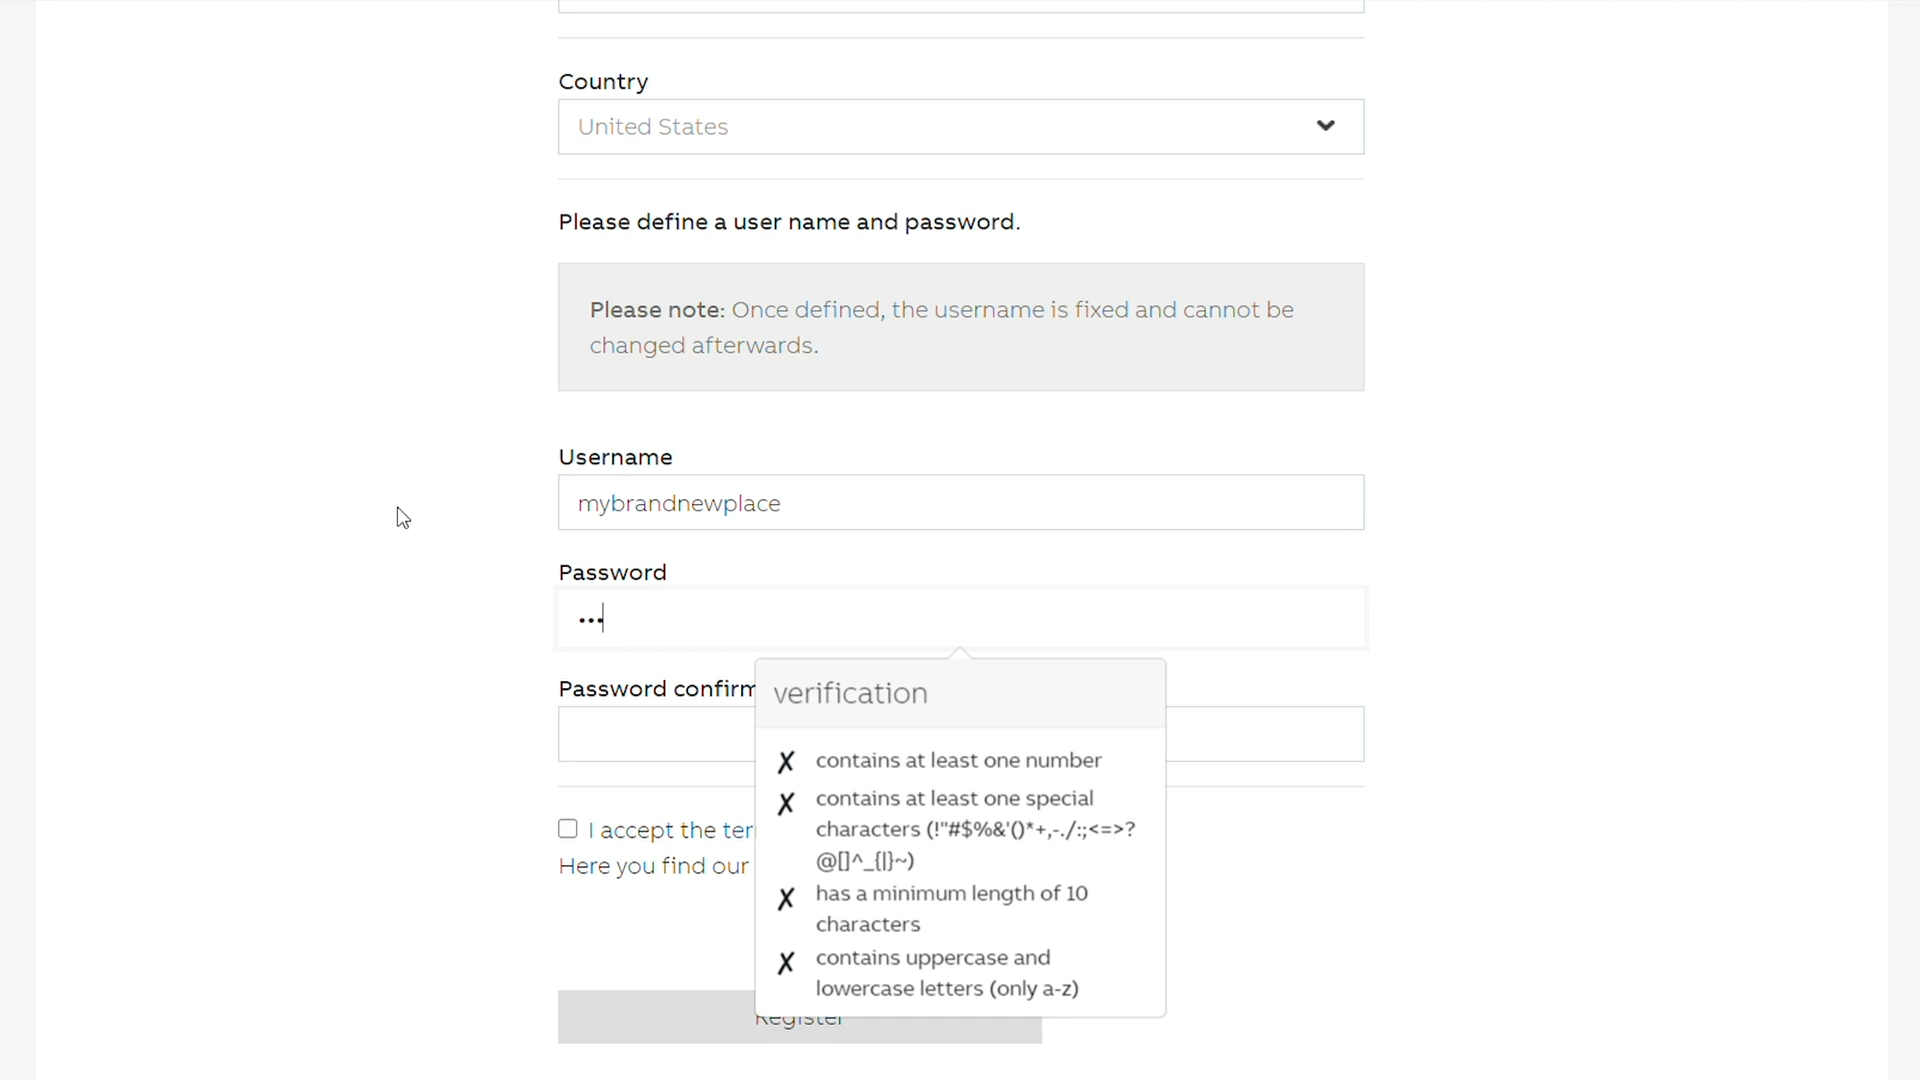 Country
United States
Please define a user name and password.
Please note: Once defined, the username is fixed and cannot be
changed afterwards.
Username
mybrandnewplace
Password
•••
Password confirm
verification
✗ contains at least one number
✗ contains at least one special
characters (!"#$%&'()*+,-./:;<=>?
@[]^_{|}~)
✗ has a minimum length of 10
characters
✗ contains uppercase and
lowercase letters (only a-z)
I accept the ter
Here you find our
Register